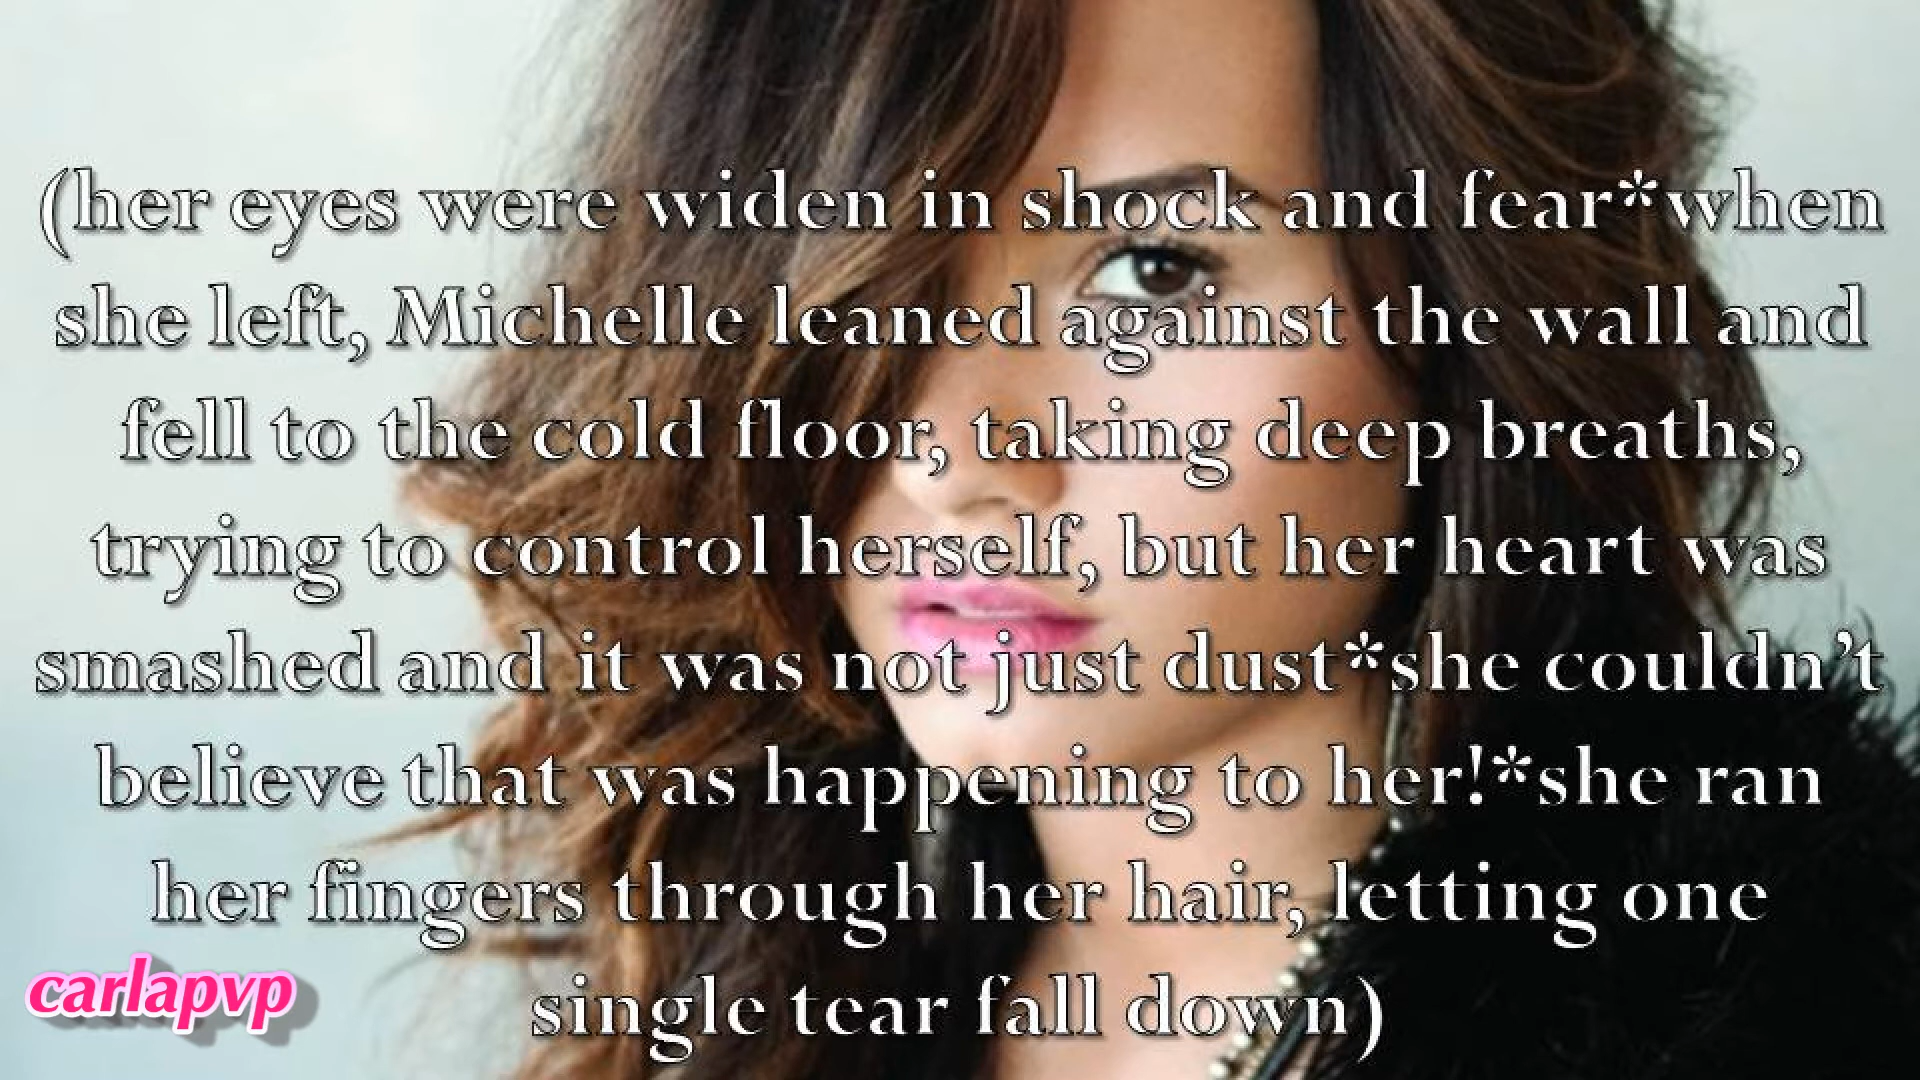 (her eyes were widen in shock and fear*when
she left, Michelle leaned against the wall and
fell to the cold floor, taking deep breaths,
trying to control herself, but her heart was
smashed and it was not just dust*she couldn't
believe that was happening to her!*she ran
her fingers through her hair, letting one
single tear fall down)
carlapvp